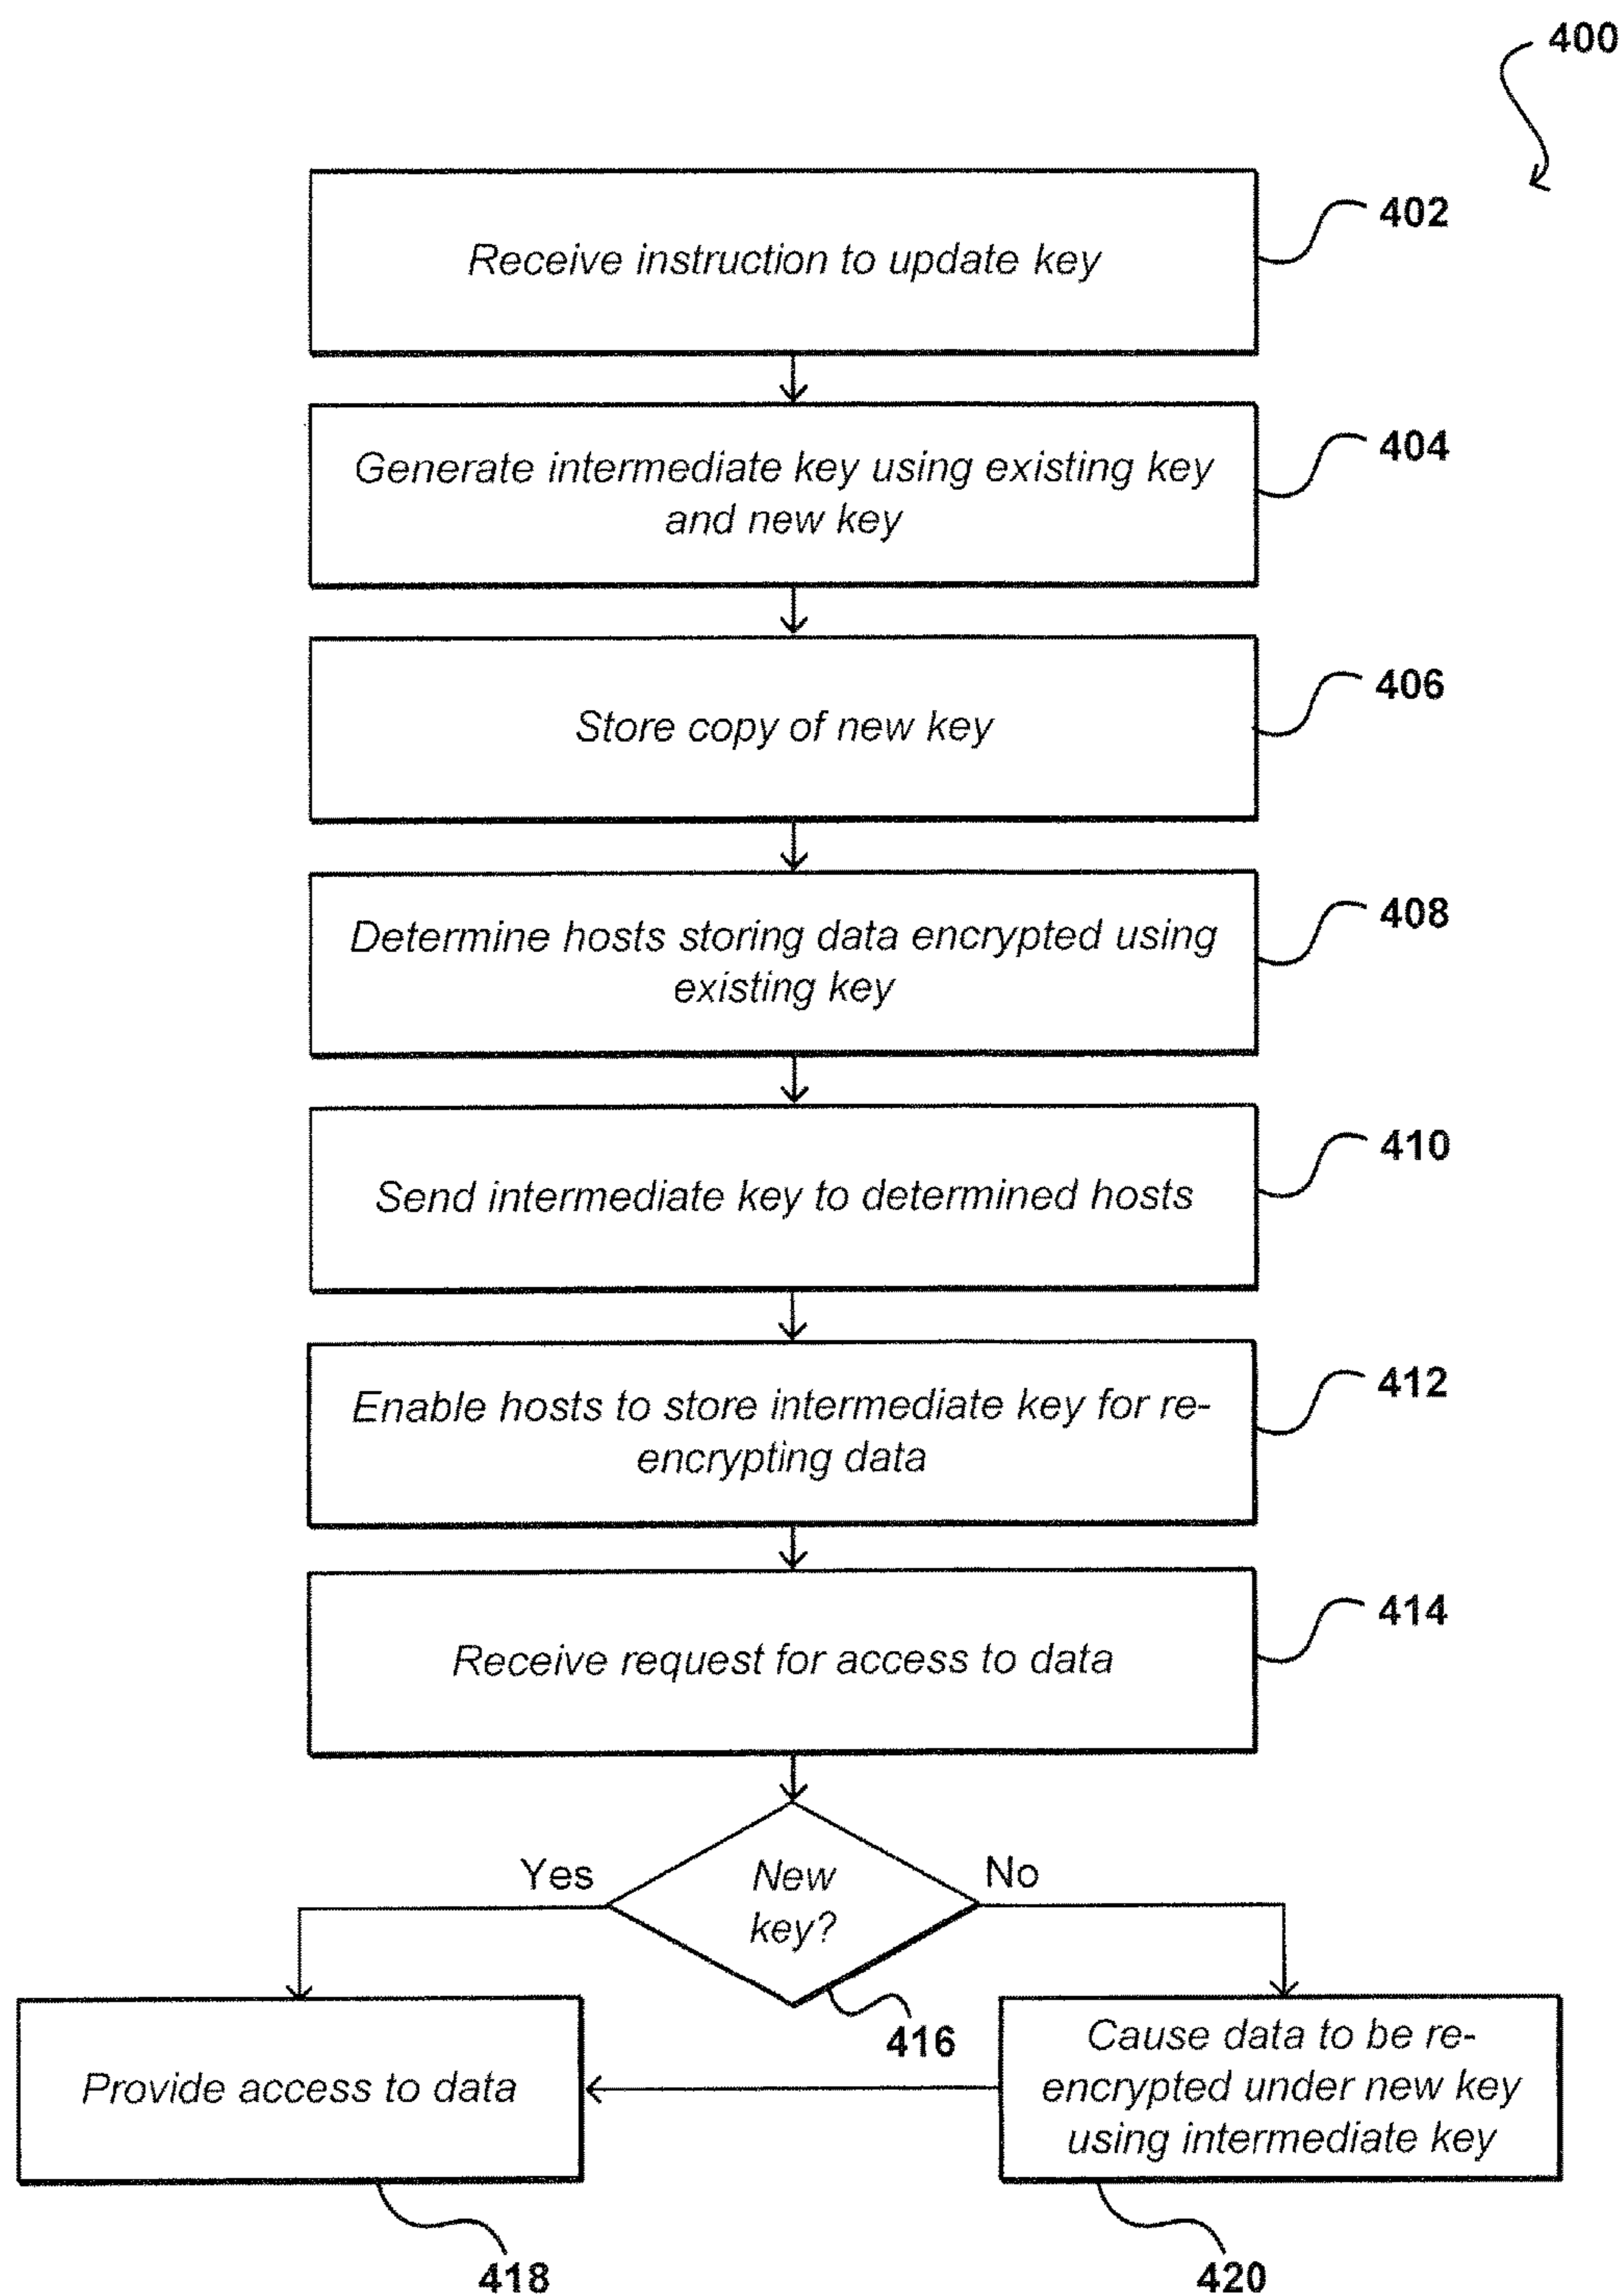 400
Receive instruction to update key
402
Generate intermediate key using existing key
and new key
404
Store copy of new key
406
Determine hosts storing data encrypted using
existing key
408
Send intermediate key to determined hosts
410
Enable hosts to store intermediate key for re-
encrypting data
412
Receive request for access to data
414
Yes
New
key?
No
416
Provide access to data
418
Cause data to be re-
encrypted under new key
using intermediate key
420